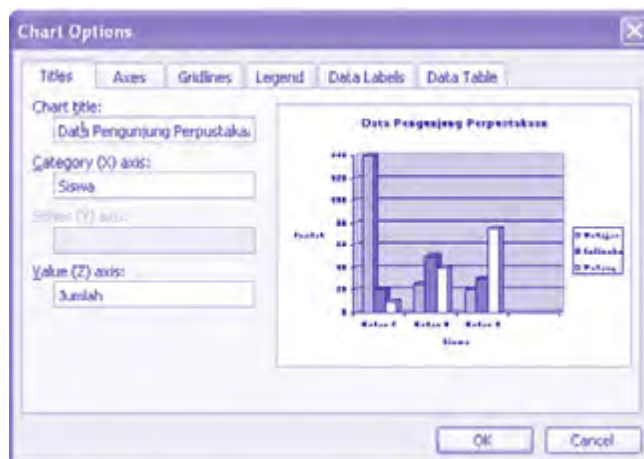 Chart Options
Titles
Axes
Gridlines
Legend
Data Labels
Data Table
Chart title:
Data Pengunjung Perpustakaa
Category (X) axis:
Siswa
Series (Y) axis:
Value (Z) axis:
Jumlah
Data Pengunjung Perpustakaan
Jumlah
Siswa
OK
Cancel